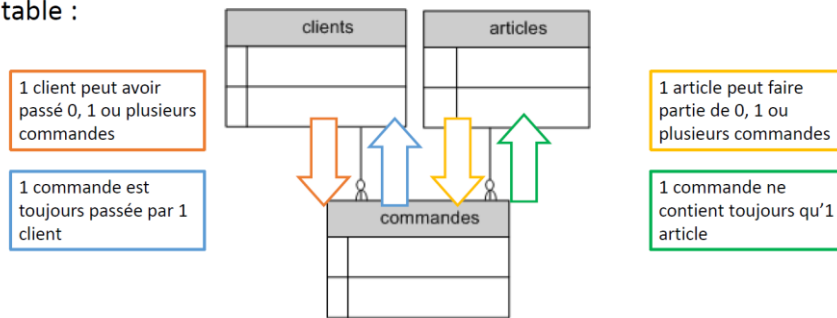 table :
clients
articles
1 client peut avoir
passé 0, 1 ou plusieurs
commandes
1 article peut faire
partie de 0, 1 ou
plusieurs commandes
1 commande est
toujours passée par 1
client
1 commande ne
contient toujours qu'1
article
commandes